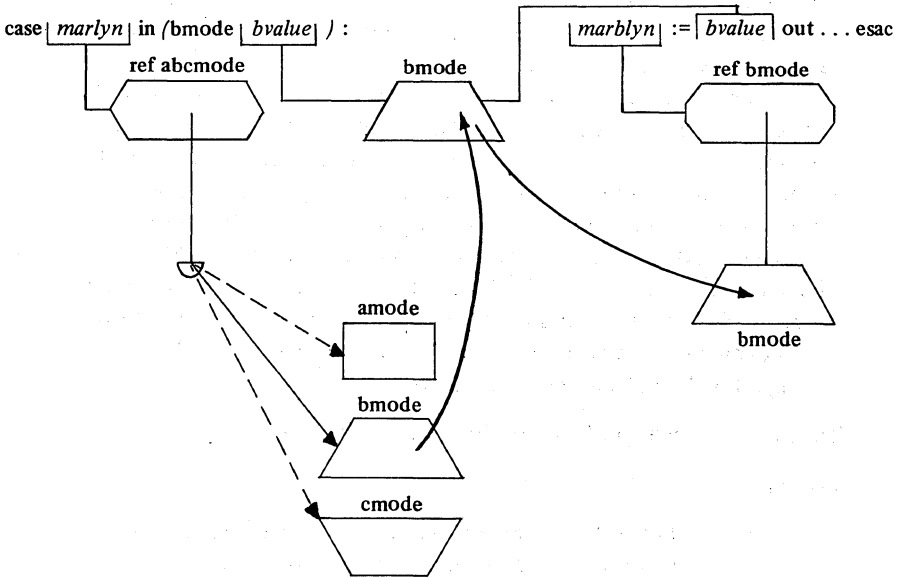 case marlyn in (bmode bvalue ) : marblyn := bvalue out ... esac
ref abcmode
bmode
ref bmode
amode
bmode
bmode
cmode